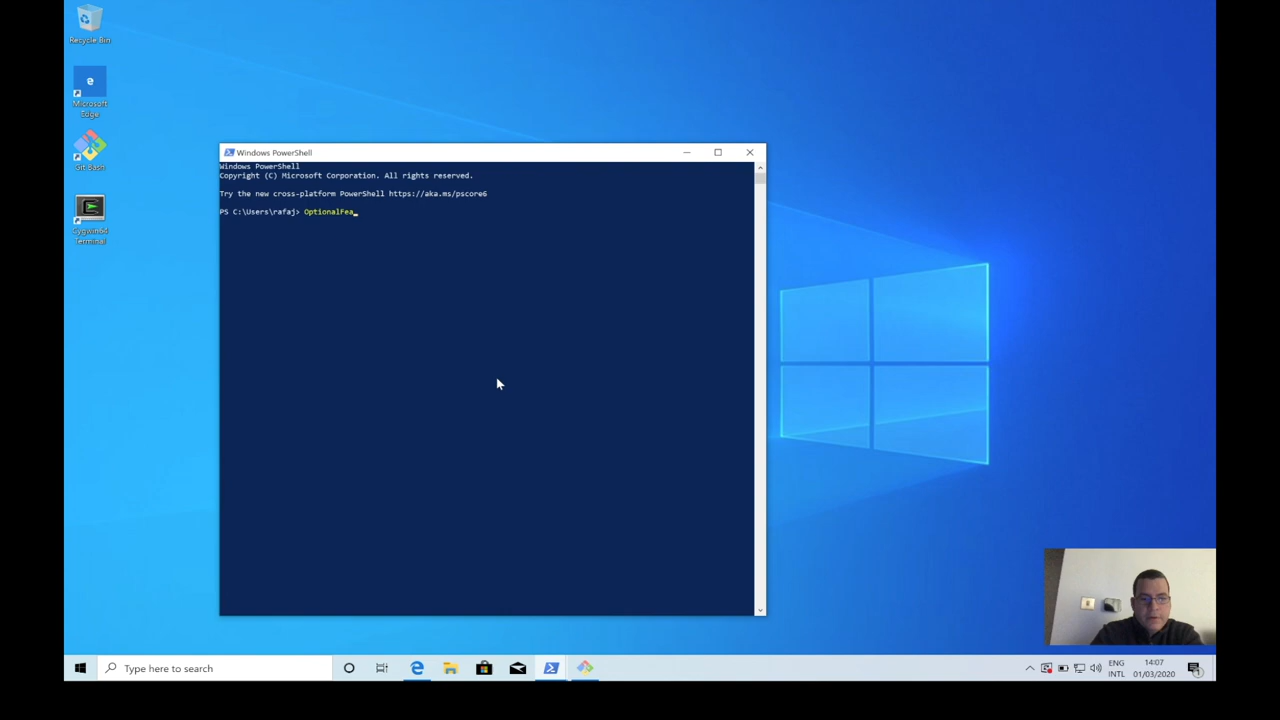 Recycle Bin
Microsoft
Edge
Git Bash
Cygwin64
Terminal
Windows PowerShell
Windows PowerShell
Copyright (C) Microsoft Corporation. All rights reserved.
Try the new cross-platform PowerShell https://aka.ms/pscore6
PS C:\Users\rafaj> OptionalFea_
Type here to search
ENG
INTL
14:07
01/03/2020
1